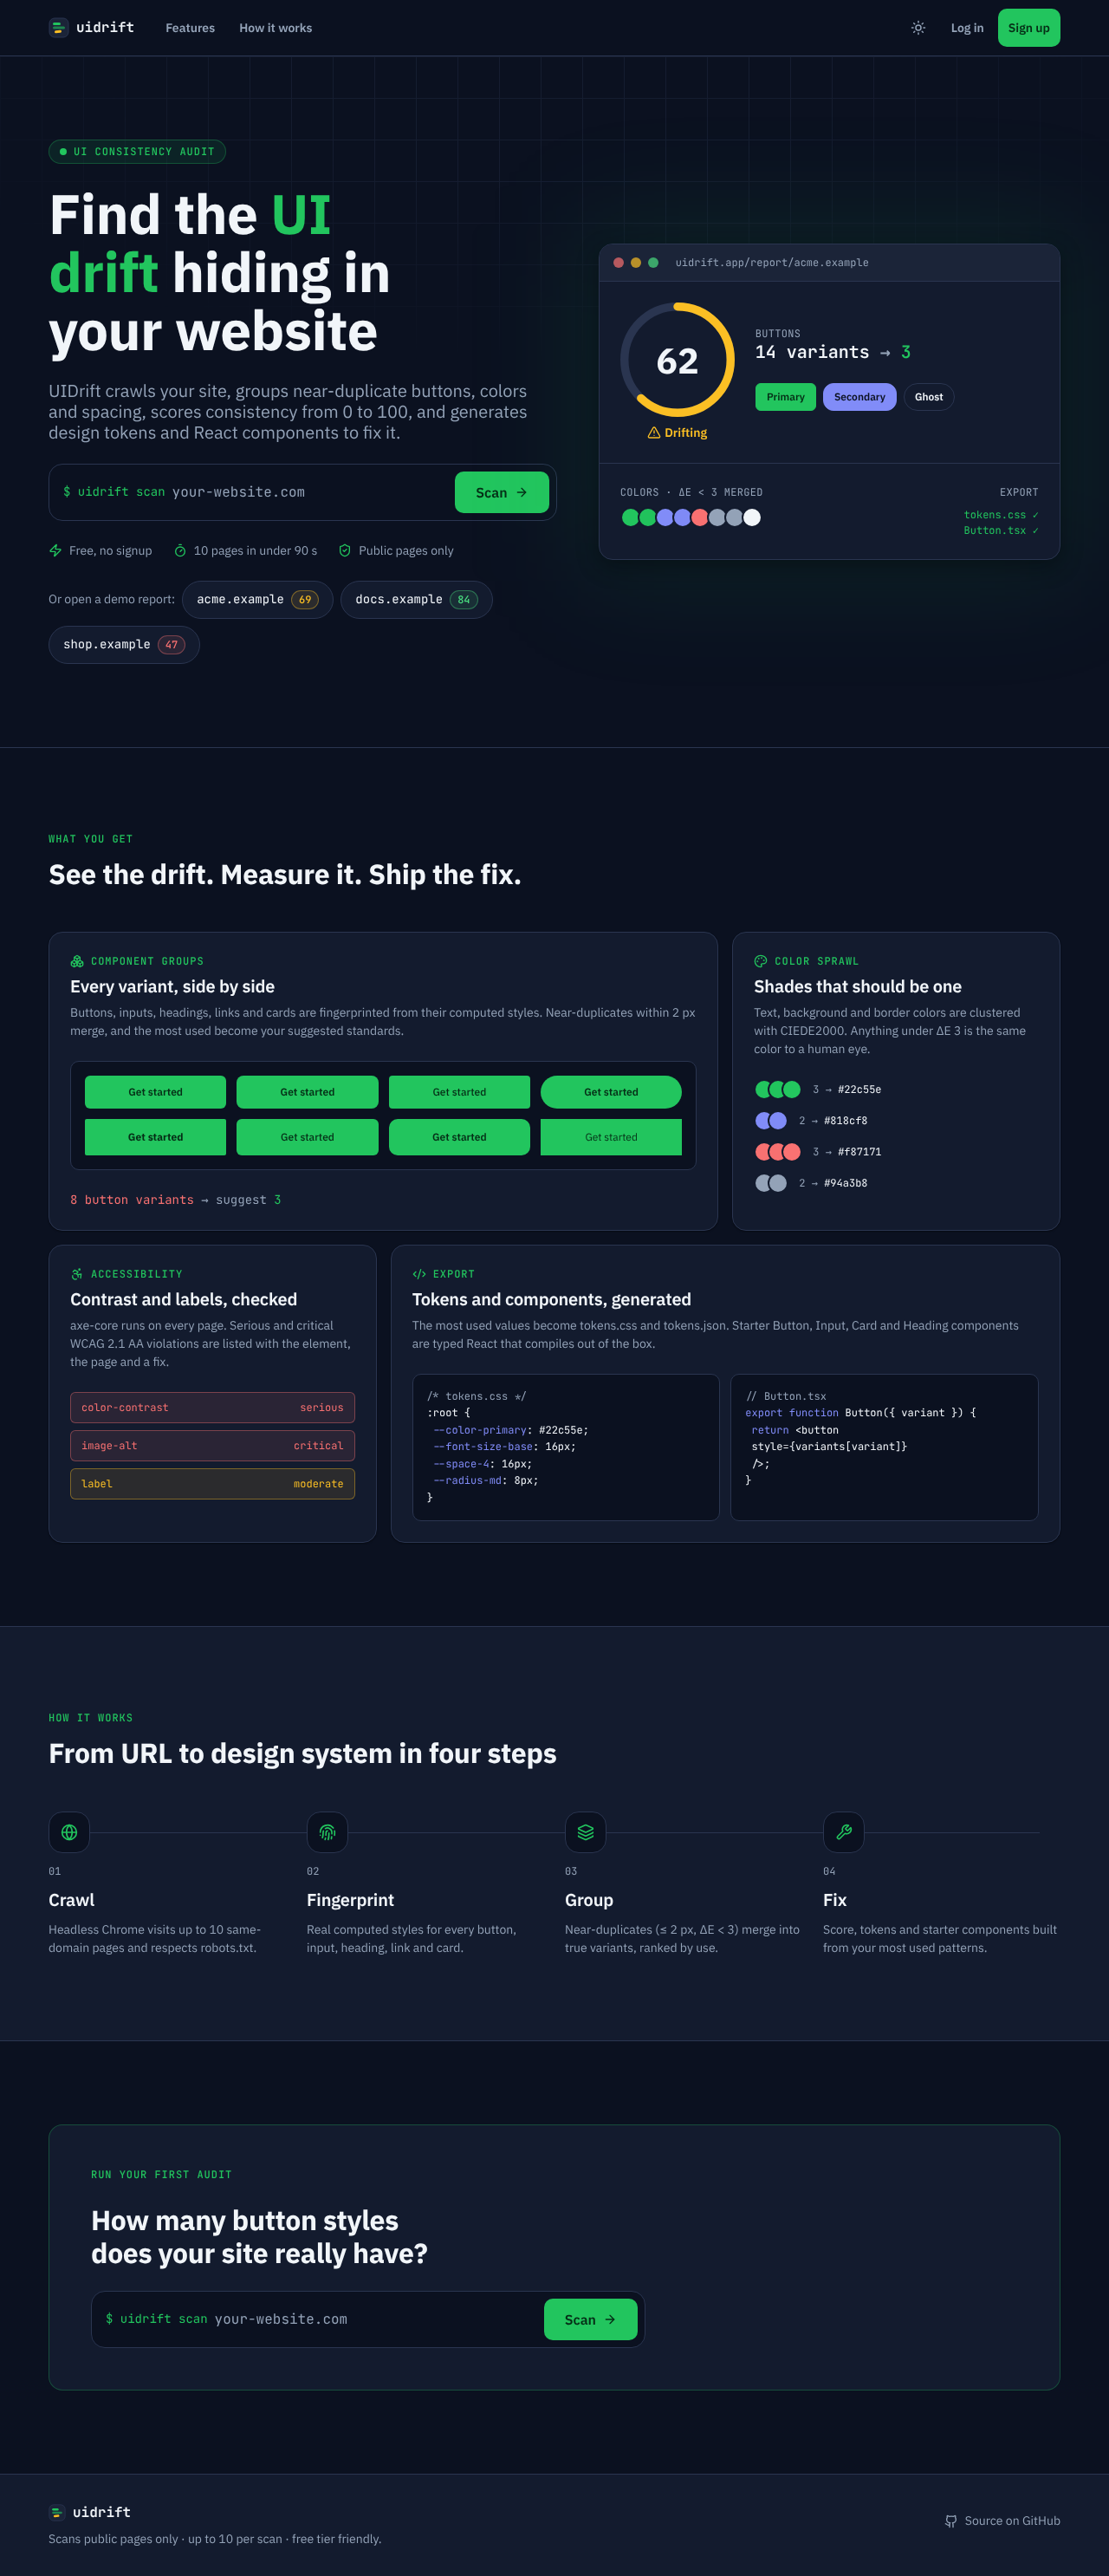 uidrift
Features
How it works
Log in
Sign up
UI CONSISTENCY AUDIT
Find the UI
drift hiding in
your website
UIDrift crawls your site, groups near-duplicate buttons, colors
and spacing, scores consistency from 0 to 100, and generates
design tokens and React components to fix it.
$ uidrift scan your-website.com
Scan →
Free, no signup
10 pages in under 90 s
Public pages only
Or open a demo report:
acme.example 69
docs.example 84
shop.example 47
uidrift.app/report/acme.example
62
Drifting
BUTTONS
14 variants → 3
Primary
Secondary
Ghost
COLORS · ΔE < 3 MERGED
EXPORT
tokens.css ✓
Button.tsx ✓
WHAT YOU GET
See the drift. Measure it. Ship the fix.
COMPONENT GROUPS
Every variant, side by side
Buttons, inputs, headings, links and cards are fingerprinted from their computed styles. Near-duplicates within 2 px
merge, and the most used become your suggested standards.
Get started
Get started
Get started
Get started
Get started
Get started
Get started
Get started
8 button variants → suggest 3
COLOR SPRAWL
Shades that should be one
Text, background and border colors are clustered
with CIEDE2000. Anything under ΔE 3 is the same
color to a human eye.
3 → #22c55e
2 → #818cf8
3 → #f87171
2 → #94a3b8
ACCESSIBILITY
Contrast and labels, checked
axe-core runs on every page. Serious and critical
WCAG 2.1 AA violations are listed with the element,
the page and a fix.
color-contrast serious
image-alt critical
label moderate
EXPORT
Tokens and components, generated
The most used values become tokens.css and tokens.json. Starter Button, Input, Card and Heading components
are typed React that compiles out of the box.
/* tokens.css */
:root {
--color-primary: #22c55e;
--font-size-base: 16px;
--space-4: 16px;
--radius-md: 8px;
}
// Button.tsx
export function Button({ variant }) {
return <button
style={variants[variant]}
/>;
}
HOW IT WORKS
From URL to design system in four steps
01
Crawl
Headless Chrome visits up to 10 same-
domain pages and respects robots.txt.
02
Fingerprint
Real computed styles for every button,
input, heading, link and card.
03
Group
Near-duplicates (≤ 2 px, ΔE < 3) merge into
true variants, ranked by use.
04
Fix
Score, tokens and starter components built
from your most used patterns.
RUN YOUR FIRST AUDIT
How many button styles
does your site really have?
$ uidrift scan your-website.com
Scan →
uidrift
Scans public pages only · up to 10 per scan · free tier friendly.
Source on GitHub